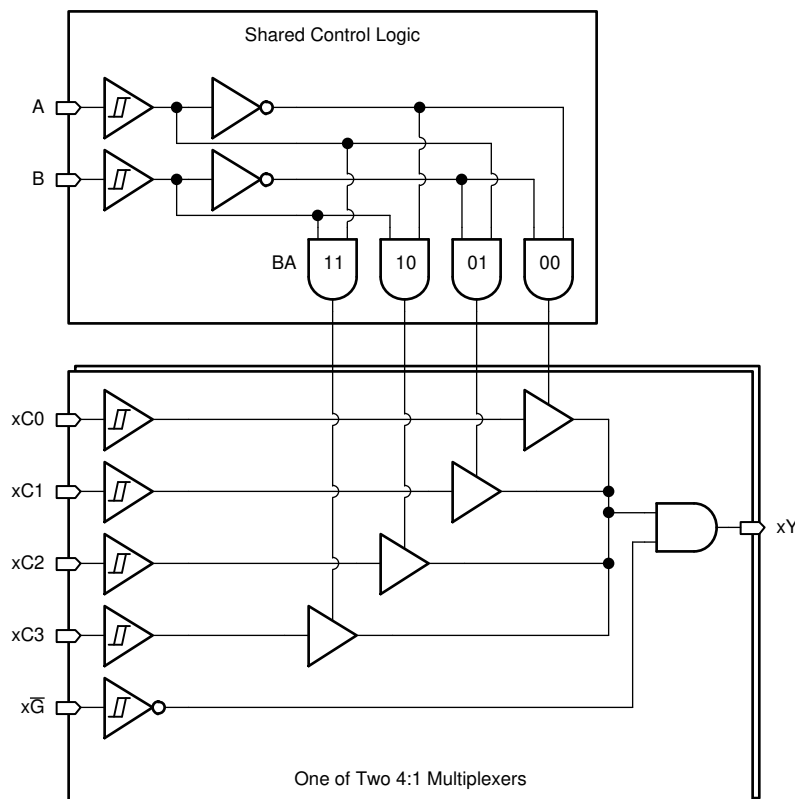 Shared Control Logic
A
B
BA 11 10 01 00
xC0
xC1
xC2
xC3
xG̅
xY
One of Two 4:1 Multiplexers